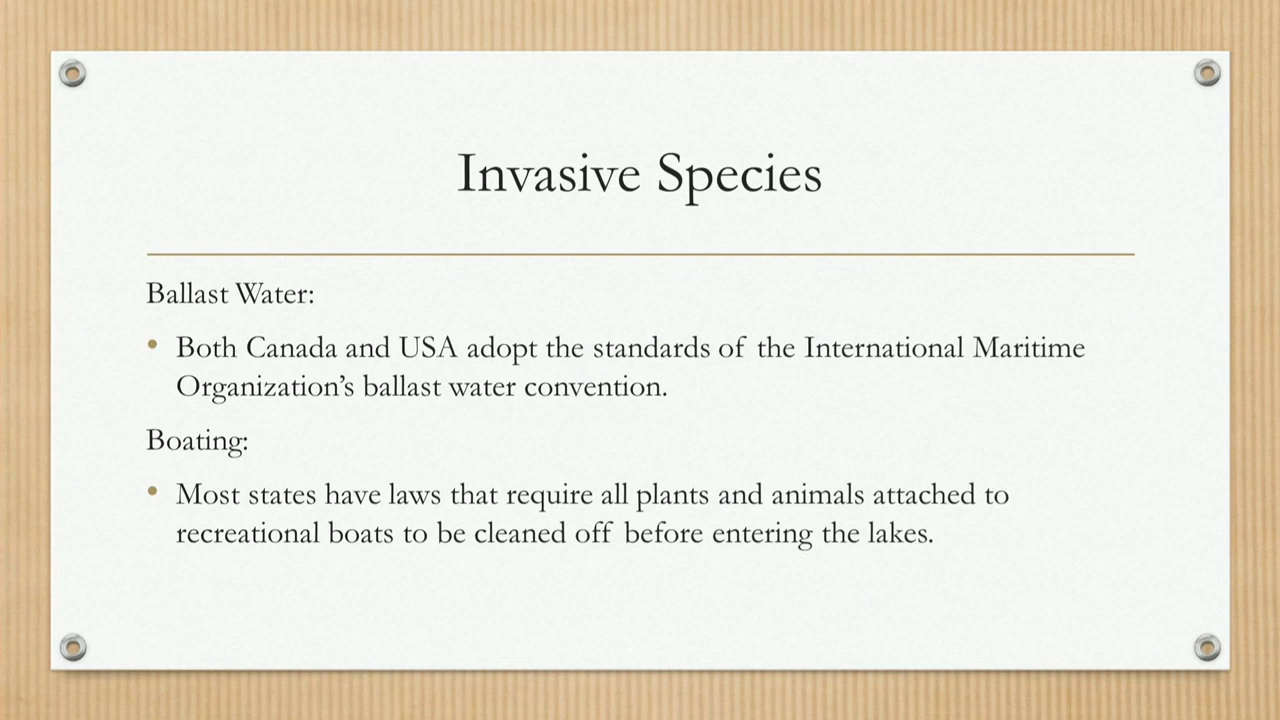 Invasive Species
Ballast Water:
• Both Canada and USA adopt the standards of the International Maritime
Organization’s ballast water convention.
Boating:
• Most states have laws that require all plants and animals attached to
recreational boats to be cleaned off before entering the lakes.